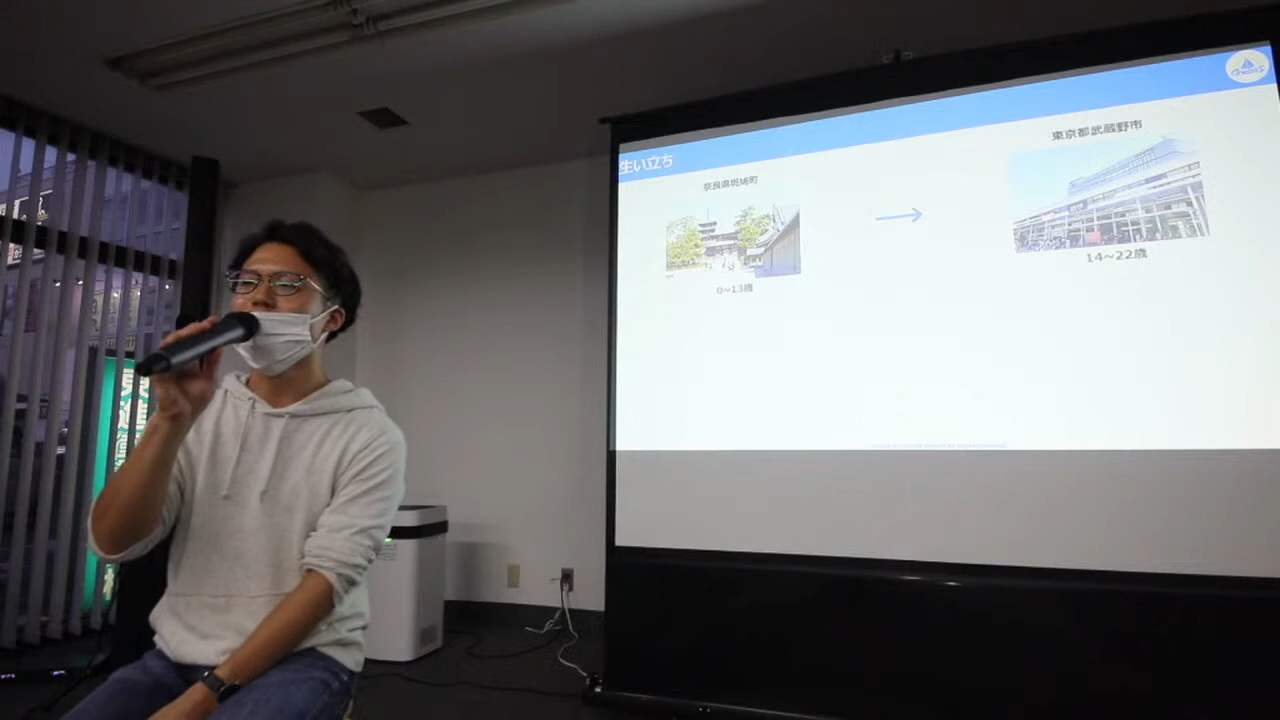 生い立ち
奈良県斑鳩町
0~13歳
東京都武蔵野市
14~22歳